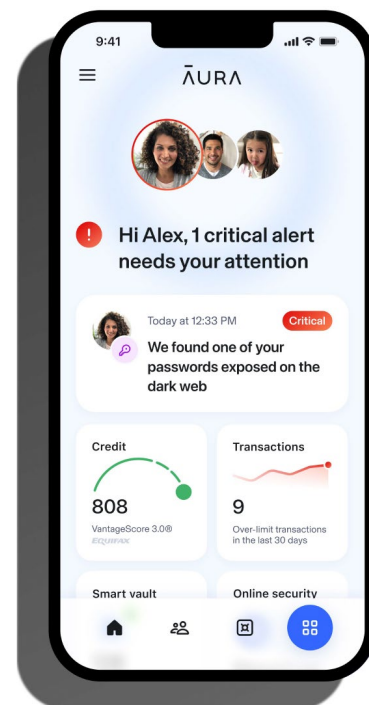 9:41
ĀURA
Hi Alex, 1 critical alert
needs your attention
Today at 12:33 PM
Critical
We found one of your
passwords exposed on the
dark web
Credit
808
VantageScore 3.0®
EQUIFAX
Transactions
9
Over-limit transactions
in the last 30 days
Smart vault
Online security